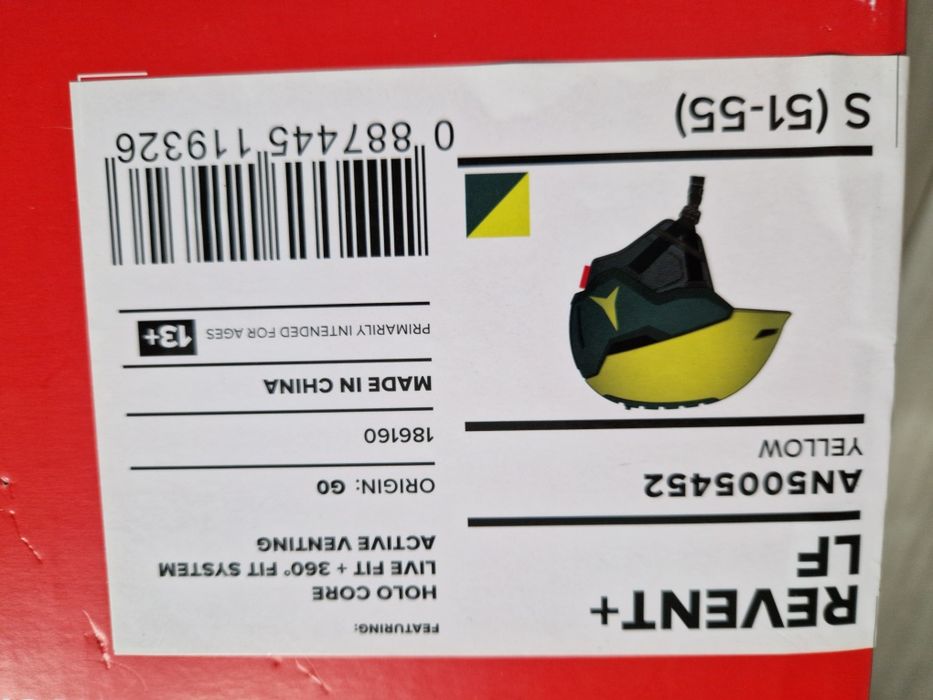 REVENT+
LF
AN5005452
YELLOW
S (51-55)
FEATURING:
HOLO CORE
LIVE FIT + 360° FIT SYSTEM
ACTIVE VENTING
ORIGIN: G0
186160
MADE IN CHINA
PRIMARILY INTENDED FOR AGES 13+
0 887445 119326